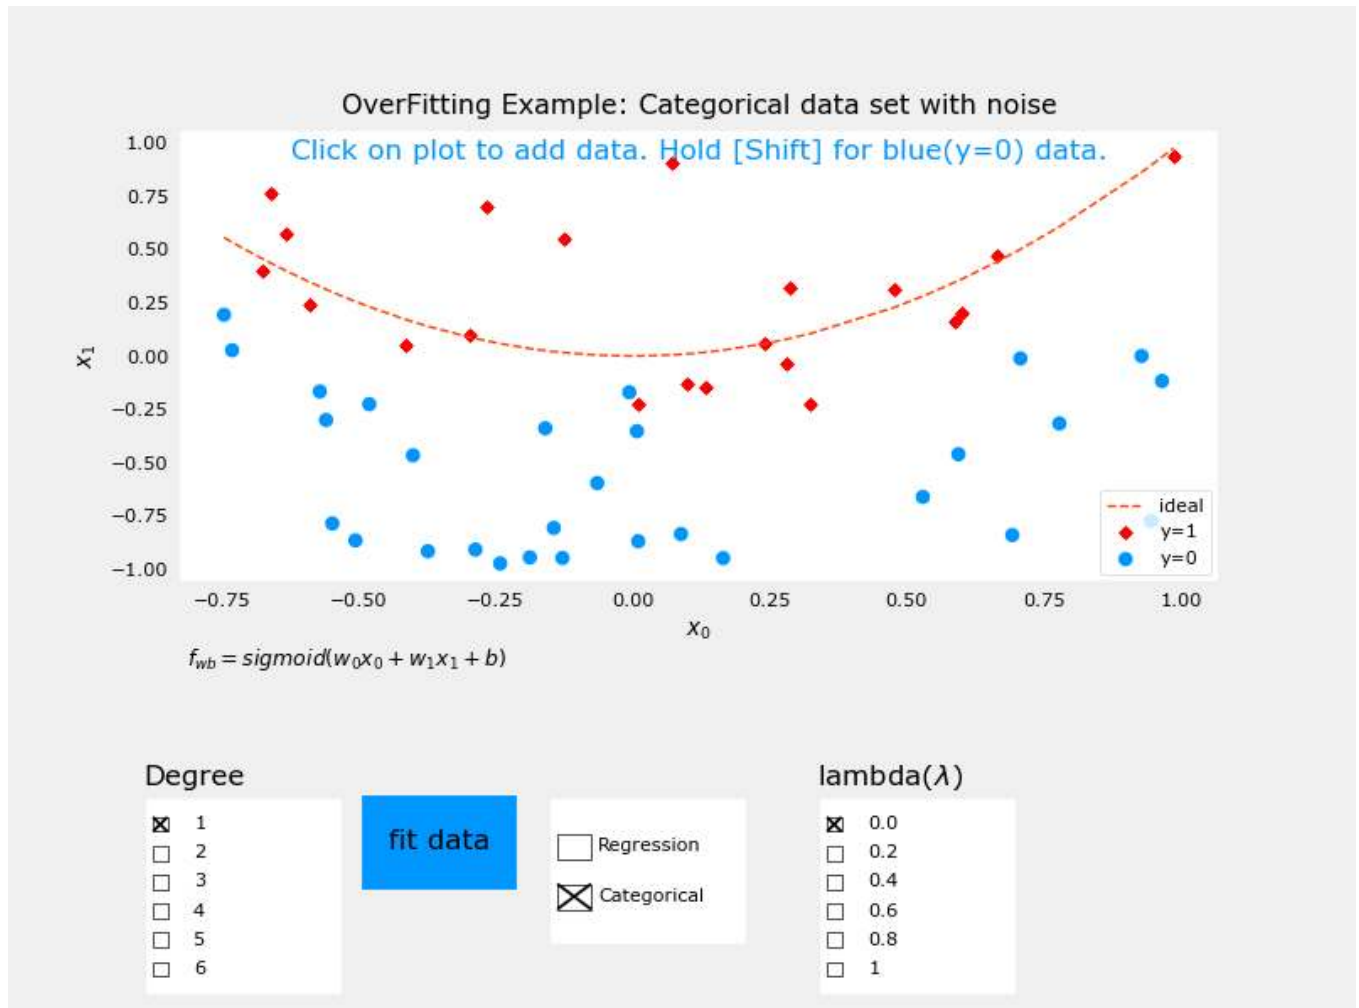 OverFitting Example: Categorical data set with noise
Click on plot to add data. Hold [Shift] for blue(y=0) data.
1.00
0.75
0.50
0.25
0.00
−0.25
−0.50
−0.75
−1.00
x₁
ideal
y=1
y=0
−0.75 −0.50 −0.25 0.00 0.25 0.50 0.75 1.00
x₀
f_wb = sigmoid(w₀x₀ + w₁x₁ + b)
Degree
1
2
3
4
5
6
fit data
Regression
Categorical
lambda(λ)
0.0
0.2
0.4
0.6
0.8
1